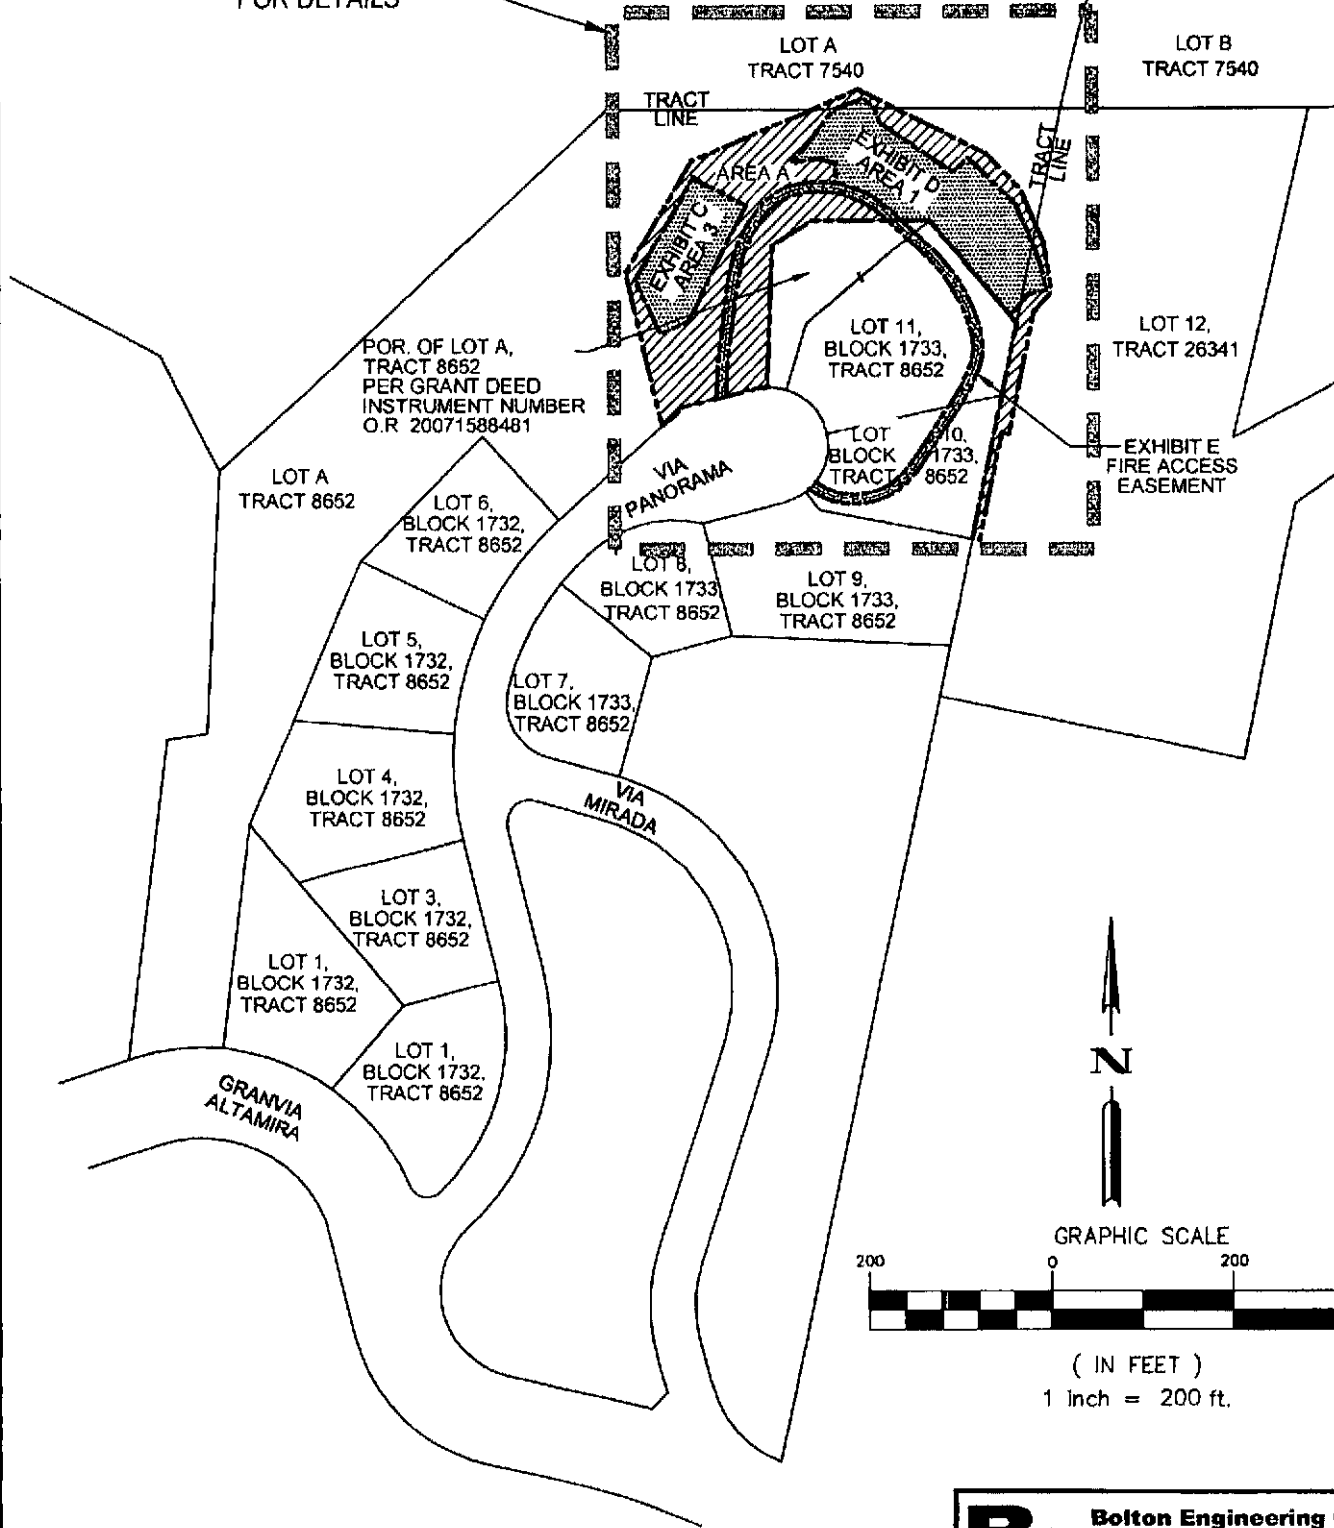 FOR DETAILS
LOT A
TRACT 7540
LOT B
TRACT 7540
TRACT
LINE
TRACT
LINE
AREA A
EXHIBIT D
AREA 1
EXHIBIT C
AREA 3
POR. OF LOT A,
TRACT 8652
PER GRANT DEED
INSTRUMENT NUMBER
O.R 20071588481
LOT 11,
BLOCK 1733,
TRACT 8652
LOT 12,
TRACT 26341
LOT 10,
BLOCK 1733,
TRACT 8652
EXHIBIT E
FIRE ACCESS
EASEMENT
VIA
PANORAMA
LOT A
TRACT 8652
LOT 6,
BLOCK 1732,
TRACT 8652
LOT 8,
BLOCK 1733
TRACT 8652
LOT 9,
BLOCK 1733,
TRACT 8652
LOT 5,
BLOCK 1732,
TRACT 8652
LOT 7,
BLOCK 1733,
TRACT 8652
LOT 4,
BLOCK 1732,
TRACT 8652
VIA
MIRADA
LOT 3,
BLOCK 1732,
TRACT 8652
LOT 1,
BLOCK 1732,
TRACT 8652
LOT 1,
BLOCK 1732,
TRACT 8652
GRANVIA
ALTAMIRA
N
GRAPHIC SCALE
200 0 200
( IN FEET )
1 inch = 200 ft.
Bolton Engineering